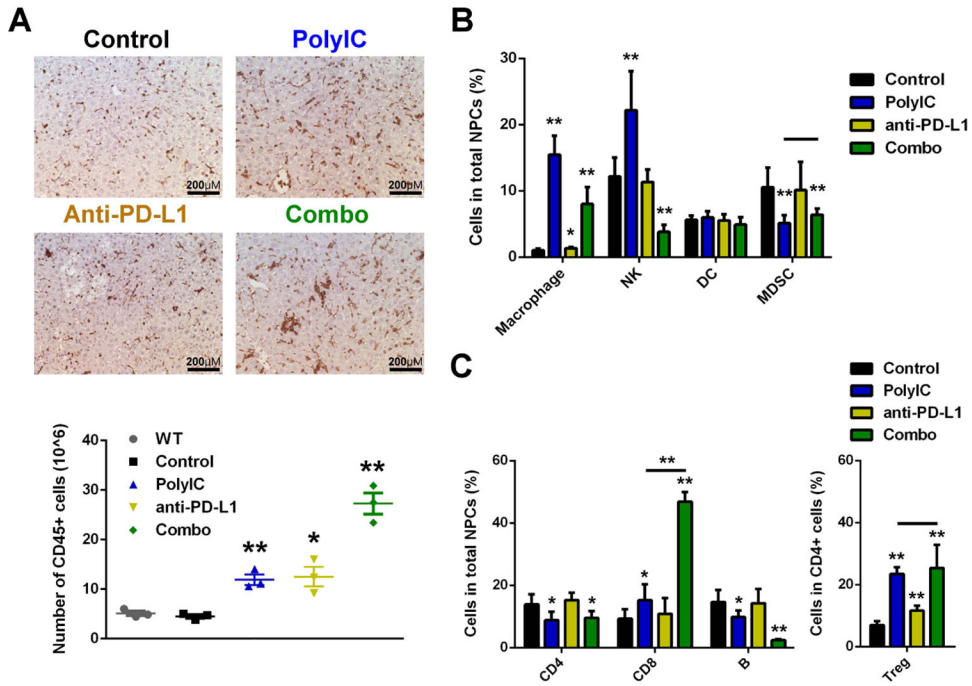 A
Control
PolyIC
200µM
200µM
Anti-PD-L1
Combo
200µM
200µM
Number of CD45+ cells (10^6)
40
30
20
10
0
WT
Control
PolyIC
anti-PD-L1
Combo
**
*
**
B
Cells in total NPCs (%)
30
20
10
0
**
*
**
**
**
**
**
Macrophage
NK
DC
MDSC
Control
PolyIC
anti-PD-L1
Combo
C
Control
PolyIC
anti-PD-L1
Combo
Cells in total NPCs (%)
60
40
20
0
*
*
*
**
**
*
**
CD4
CD8
B
Cells in CD4+ cells (%)
60
40
20
0
**
**
**
Treg